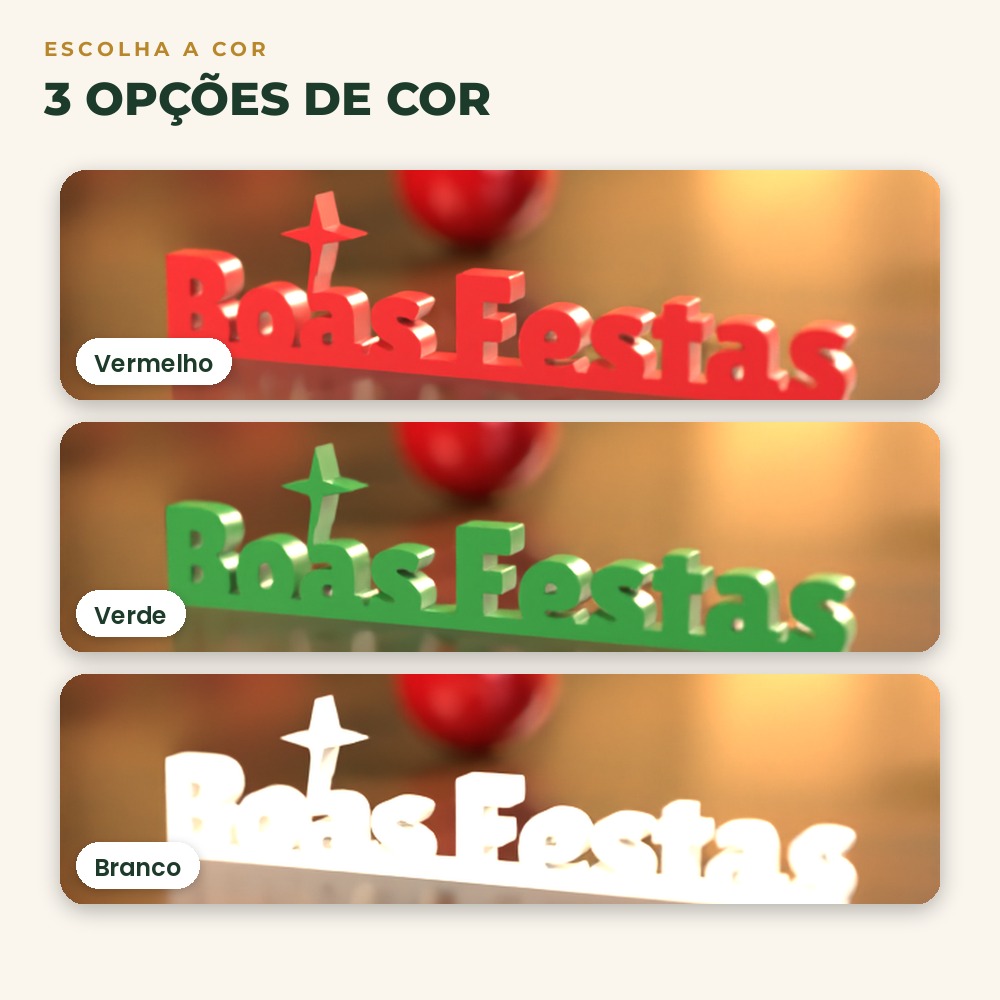 ESCOLHA A COR
3 OPÇÕES DE COR
Boas Festas
Vermelho
Boas Festas
Verde
Boas Festas
Branco